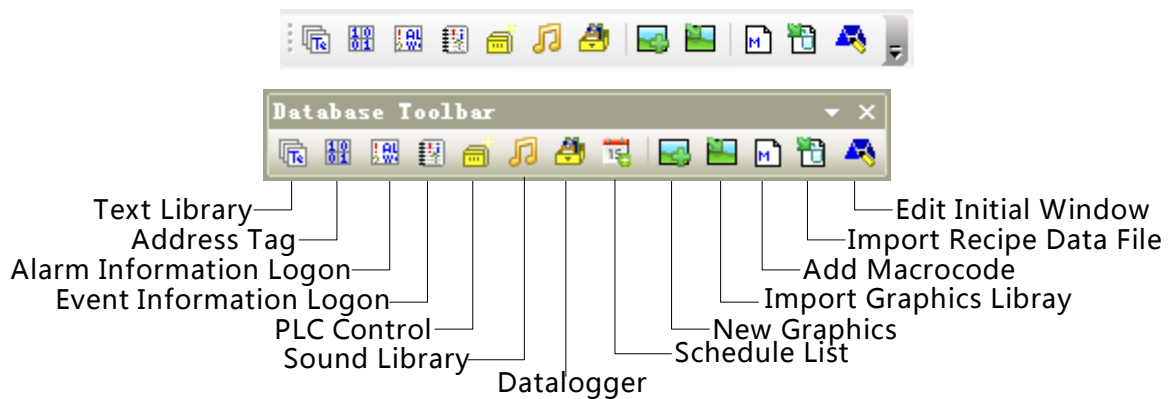 Database Toolbar
Text Library
Edit Initial Window
Address Tag
Import Recipe Data File
Alarm Information Logon
Add Macrocode
Event Information Logon
Import Graphics Libray
PLC Control
New Graphics
Sound Library
Schedule List
Datalogger